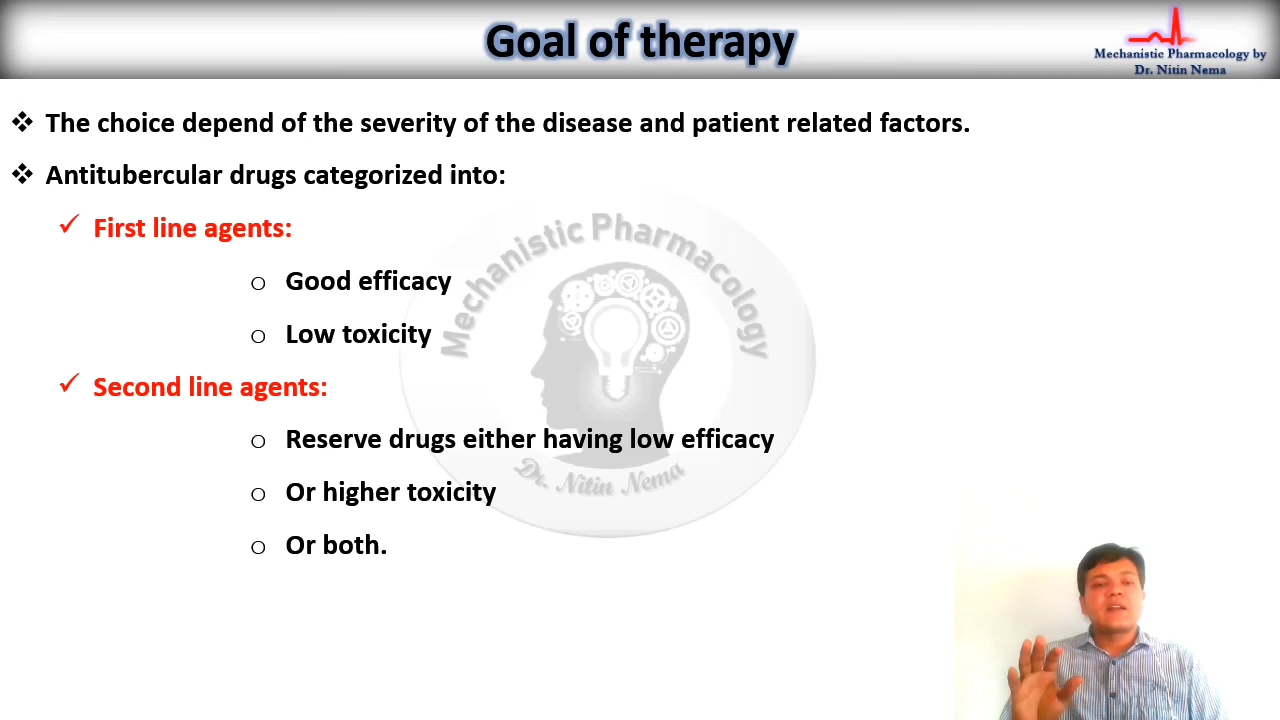 Goal of therapy
Mechanistic Pharmacology by
Dr. Nitin Nema
The choice depend of the severity of the disease and patient related factors.
Antitubercular drugs categorized into:
First line agents:
Good efficacy
Low toxicity
Second line agents:
Reserve drugs either having low efficacy
Or higher toxicity
Or both.
Mechanistic Pharmacology
Dr. Nitin Nema